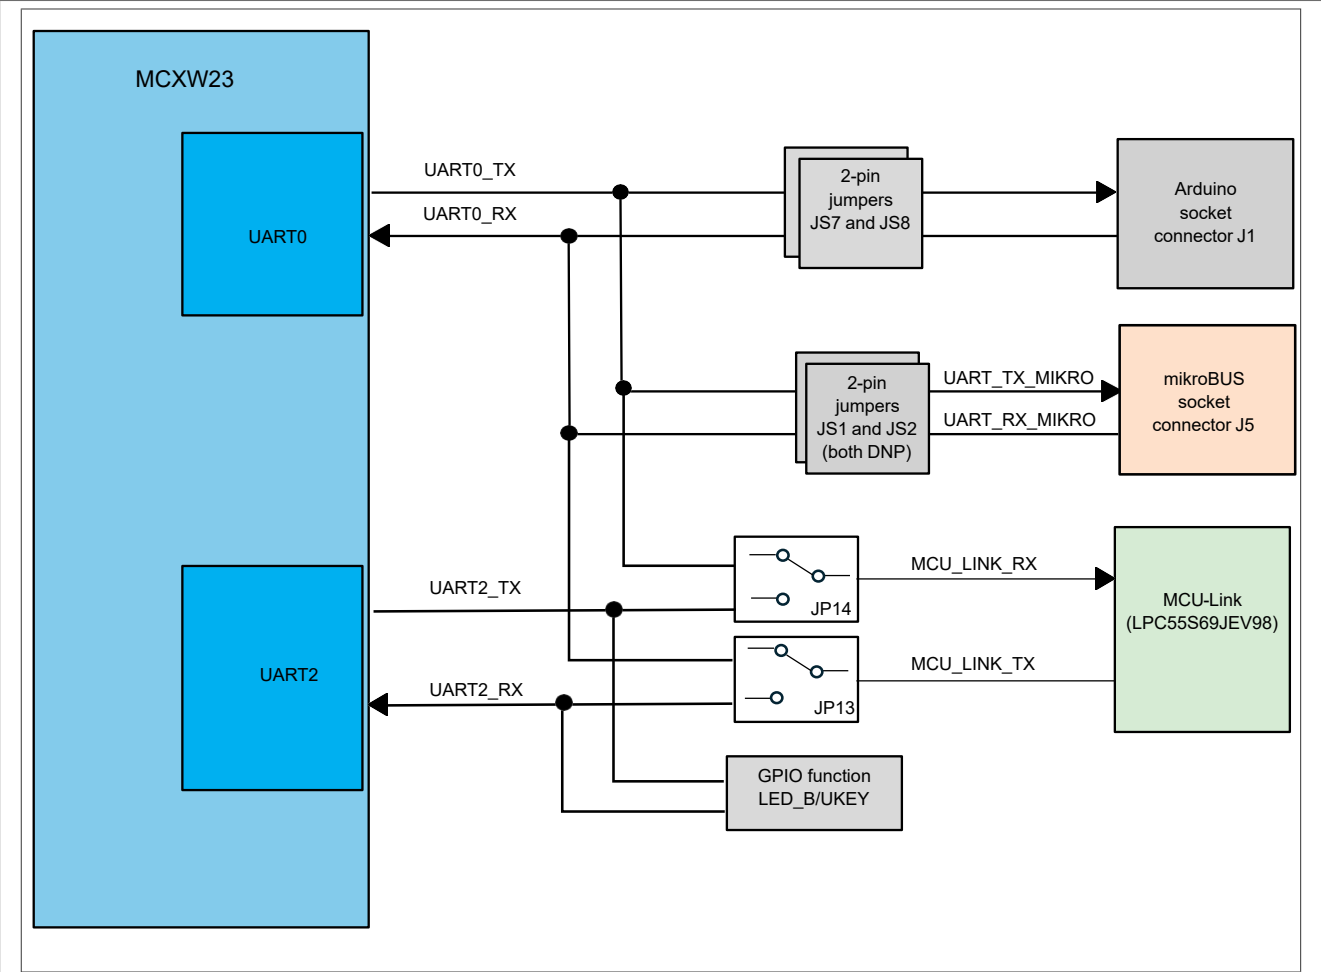 MCXW23
UART0
UART0_TX
UART0_RX
2-pin
jumpers
JS7 and JS8
Arduino
socket
connector J1
2-pin
jumpers
JS1 and JS2
(both DNP)
UART_TX_MIKRO
UART_RX_MIKRO
mikroBUS
socket
connector J5
UART2
UART2_TX
UART2_RX
JP14
JP13
MCU_LINK_RX
MCU_LINK_TX
MCU-Link
(LPC55S69JEV98)
GPIO function
LED_B/UKEY